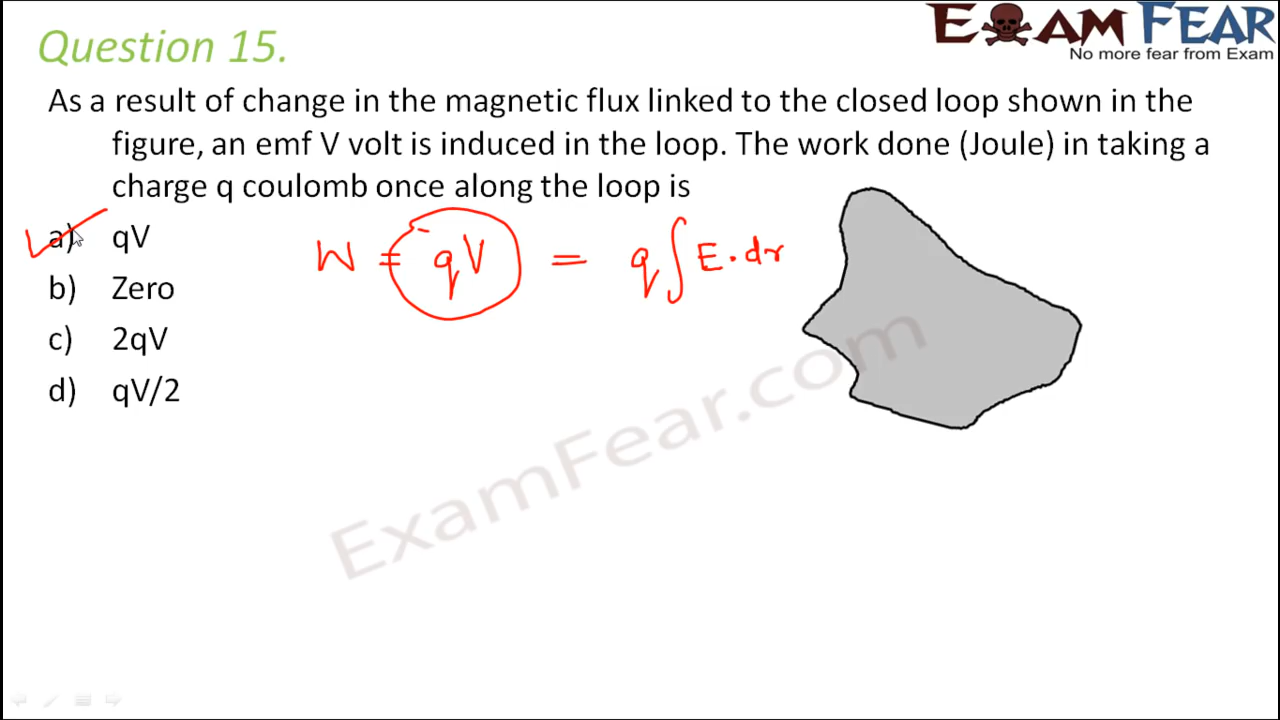 EXAM FEAR
No more fear from Exam
Question 15.
As a result of change in the magnetic flux linked to the closed loop shown in the
figure, an emf V volt is induced in the loop. The work done (Joule) in taking a
charge q coulomb once along the loop is
a) qV
W = qV = q∫E.dr
b) Zero
c) 2qV
d) qV/2
ExamFear.com